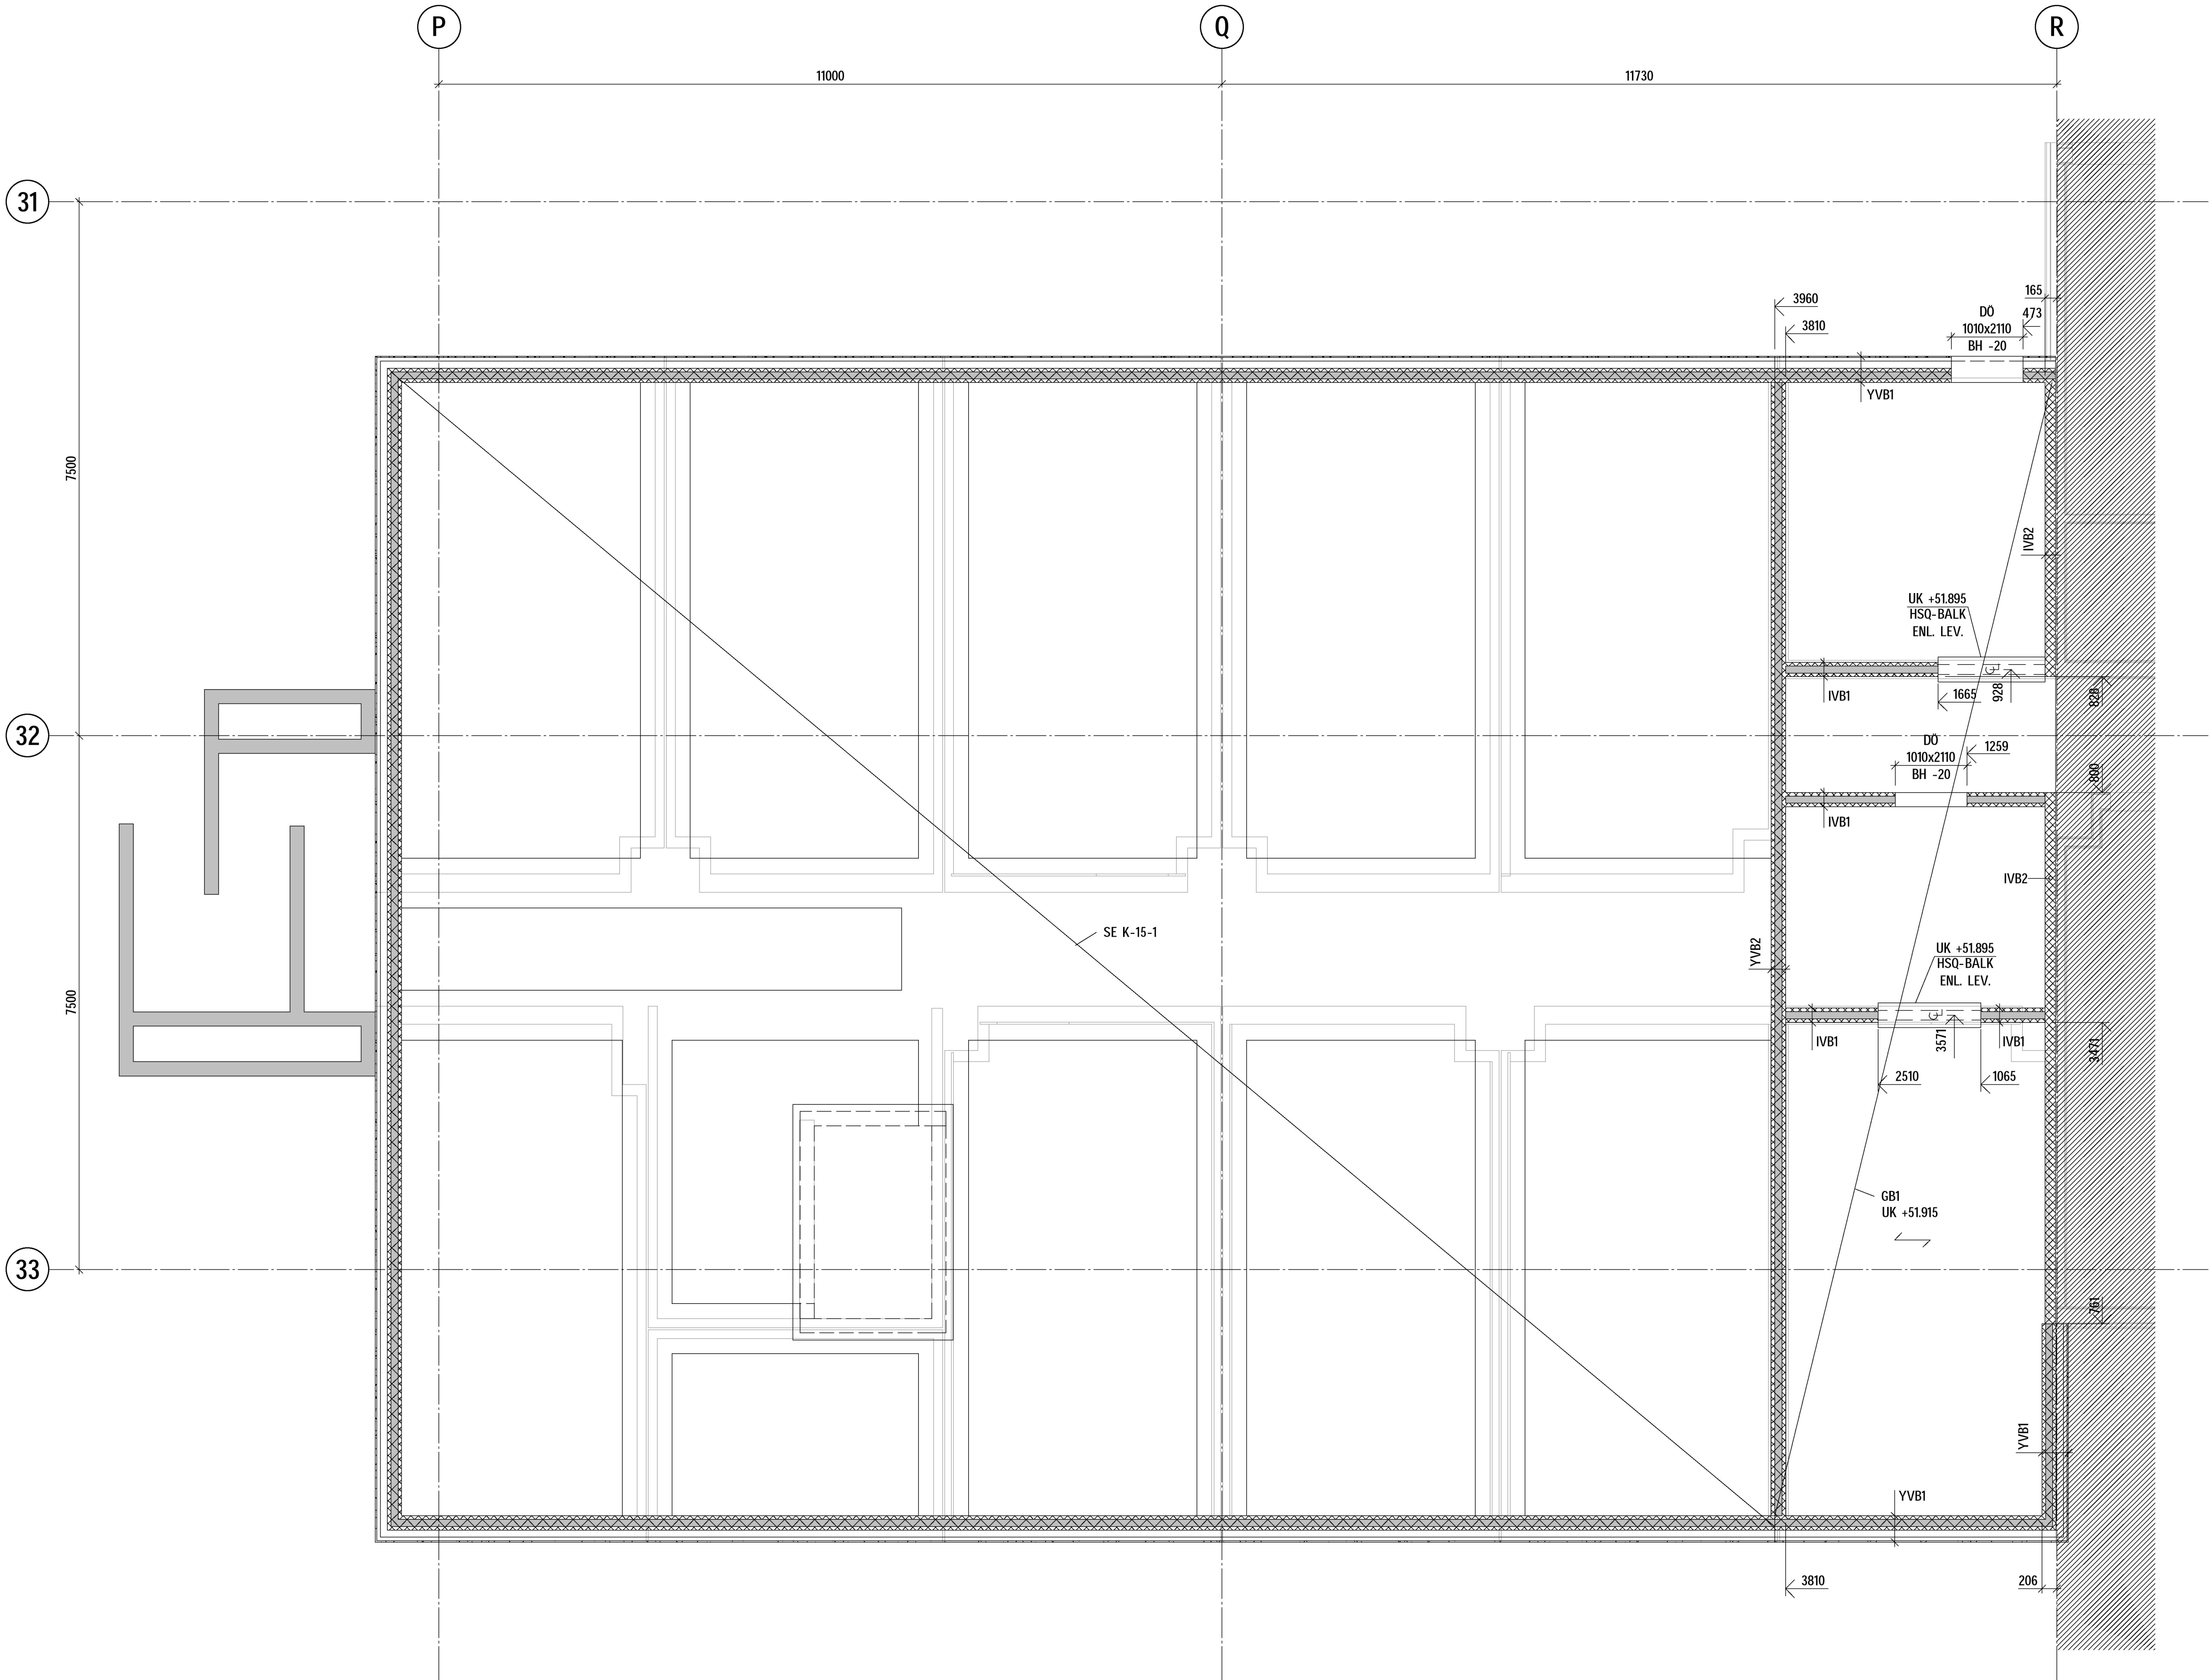 P
Q
R
11000
11730
31
165
3960
DÖ
473
3810
1010x2110
BH -20
YVB1
7500
IVB2
UK +51.895
HSQ-BALK
ENL. LEV.
CL
928
828
IVB1
1665
32
DÖ
1259
1010x2110
BH -20
800
IVB1
IVB2
SE K-15-1
YVB2
UK +51.895
HSQ-BALK
ENL. LEV.
7500
CL
3571
IVB1
IVB1
3471
2510
1065
GB1
UK +51.915
33
761
YVB1
YVB1
3810
206